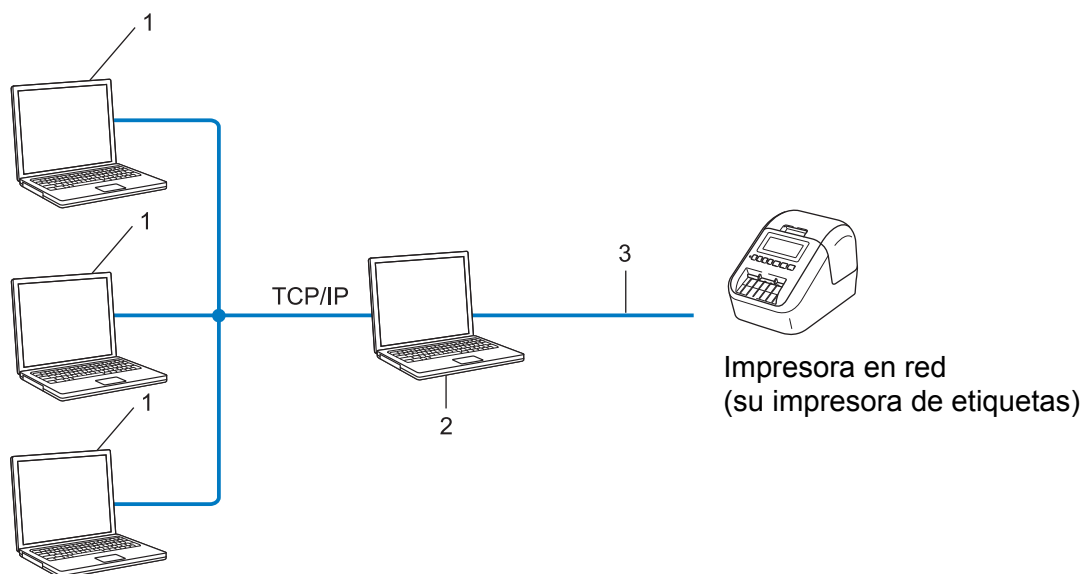 1
1
3
TCP/IP
Impresora en red
(su impresora de etiquetas)
1
2